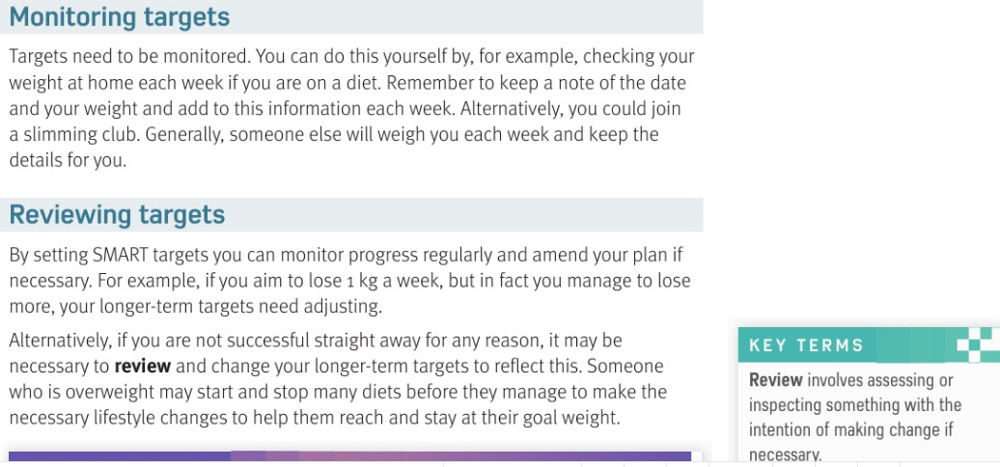 Monitoring targets
Targets need to be monitored. You can do this yourself by, for example, checking your
weight at home each week if you are on a diet. Remember to keep a note of the date
and your weight and add to this information each week. Alternatively, you could join
a slimming club. Generally, someone else will weigh you each week and keep the
details for you.
Reviewing targets
By setting SMART targets you can monitor progress regularly and amend your plan if
necessary. For example, if you aim to lose 1 kg a week, but in fact you manage to lose
more, your longer-term targets need adjusting.
Alternatively, if you are not successful straight away for any reason, it may be
necessary to review and change your longer-term targets to reflect this. Someone
who is overweight may start and stop many diets before they manage to make the
necessary lifestyle changes to help them reach and stay at their goal weight.
KEY TERMS
Review involves assessing or
inspecting something with the
intention of making change if
necessary.